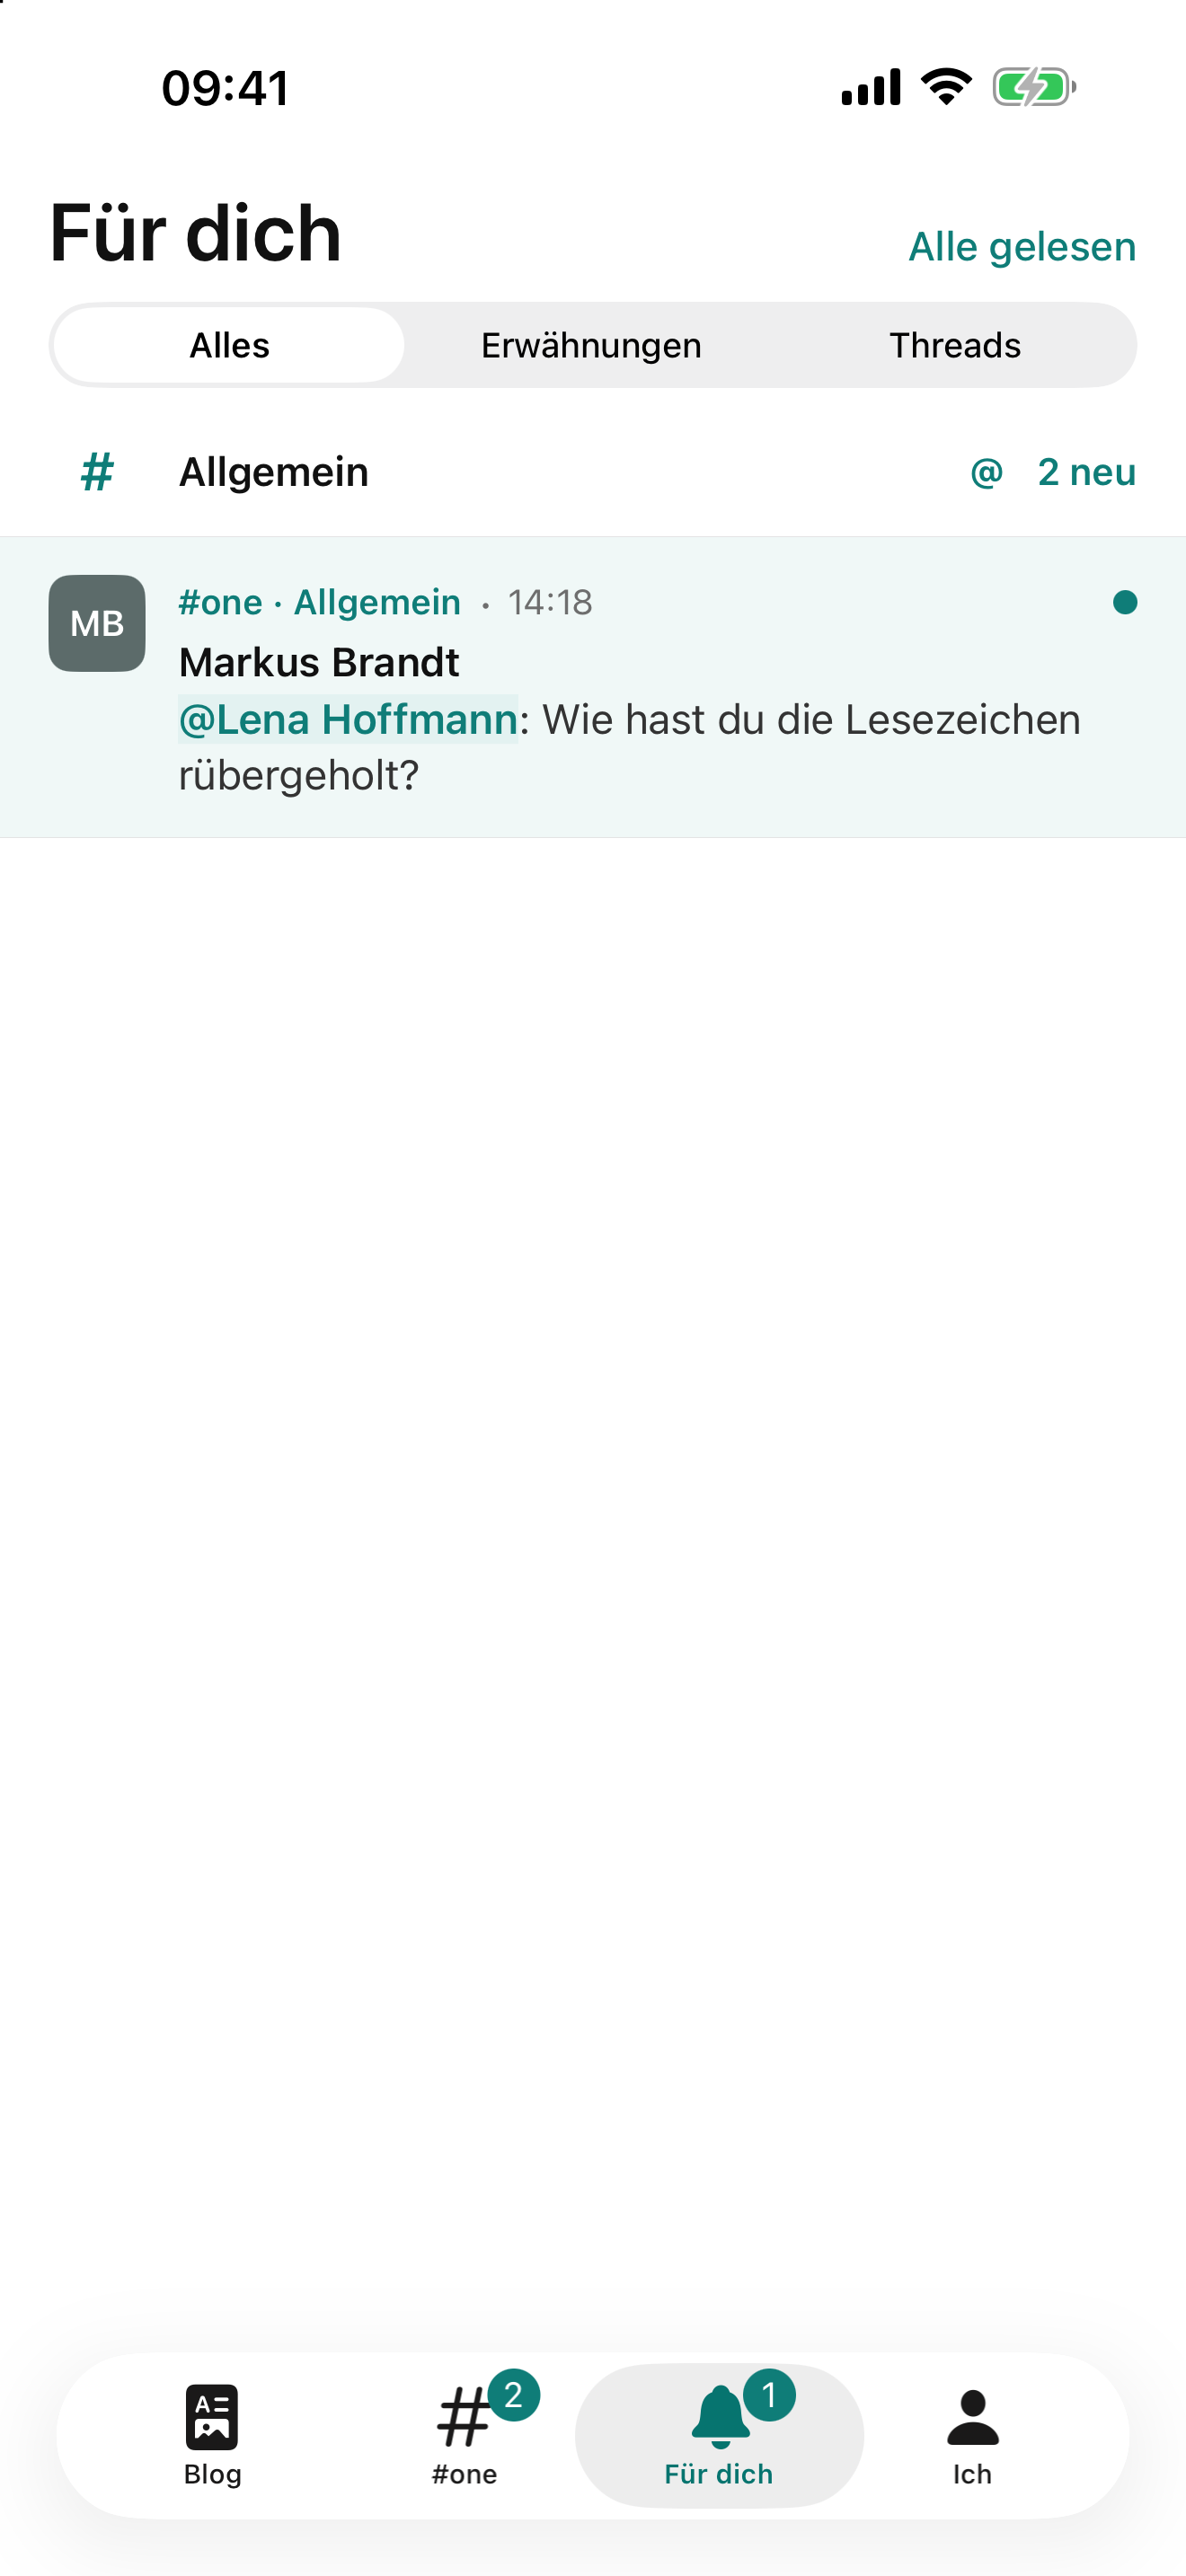 09:41
Für dich
Alle gelesen
Alles
Erwähnungen
Threads
# Allgemein
@ 2 neu
MB
#one · Allgemein · 14:18
Markus Brandt
@Lena Hoffmann: Wie hast du die Lesezeichen
rübergeholt?
2
1
Blog
#one
Für dich
Ich